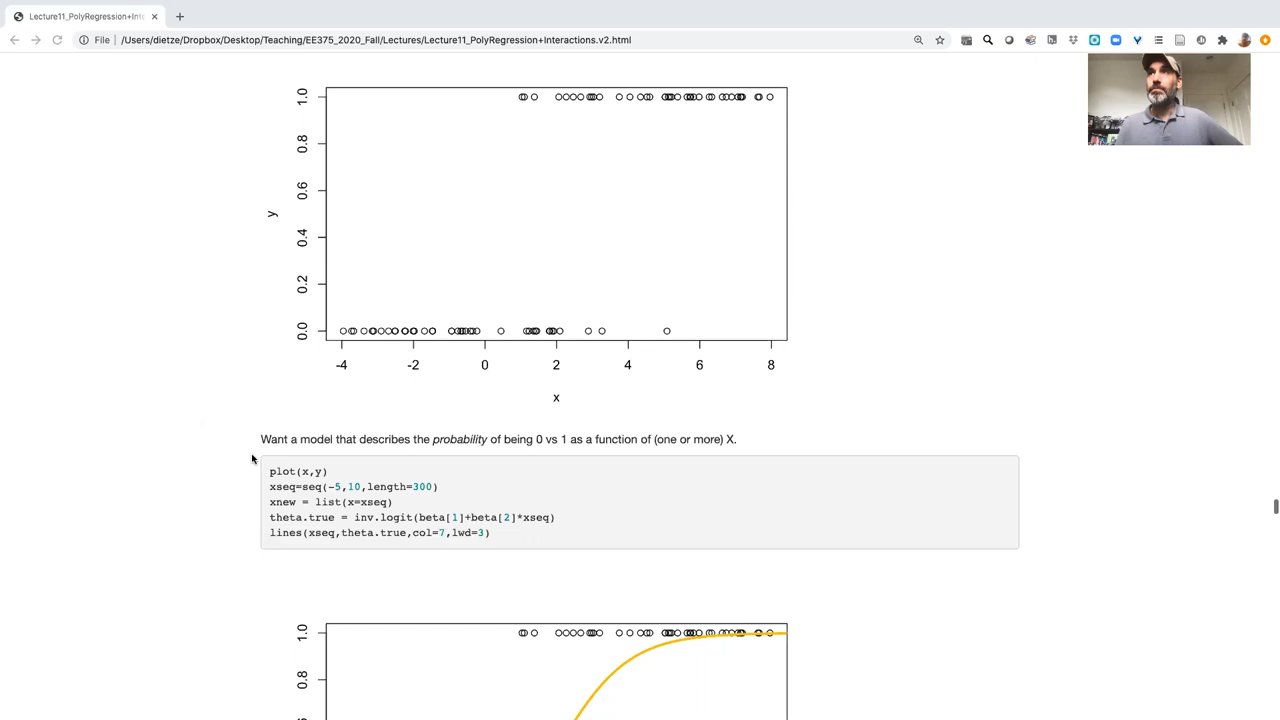 Lecture11_PolyRegression+Inte
File
/Users/dietze/Dropbox/Desktop/Teaching/EE375_2020_Fall/Lectures/Lecture11_PolyRegression+Interactions.v2.html
1.0
0.8
0.6
0.4
0.2
0.0
y
-4 -2 0 2 4 6 8
x
Want a model that describes the probability of being 0 vs 1 as a function of (one or more) X.
plot(x,y)
xseq=seq(-5,10,length=300)
xnew = list(x=xseq)
theta.true = inv.logit(beta[1]+beta[2]*xseq)
lines(xseq,theta.true,col=7,lwd=3)
1.0
0.8